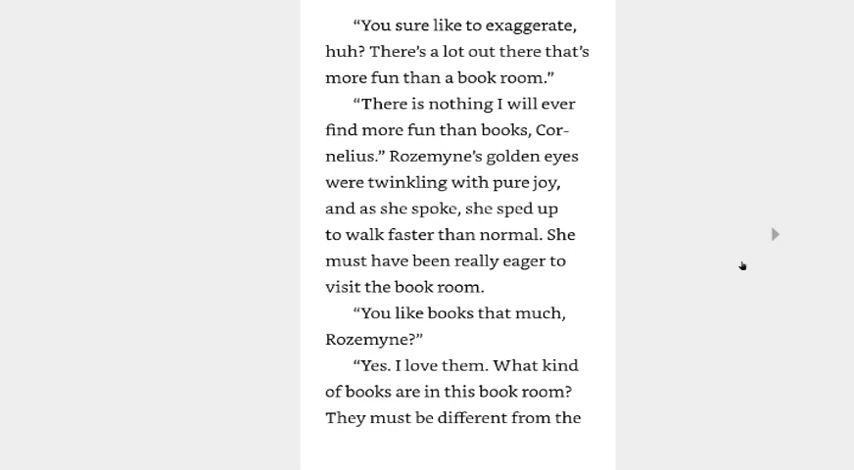 “You sure like to exaggerate,
huh? There’s a lot out there that’s
more fun than a book room.”
“There is nothing I will ever
find more fun than books, Cor-
nelius.” Rozemyne’s golden eyes
were twinkling with pure joy,
and as she spoke, she sped up
to walk faster than normal. She
must have been really eager to
visit the book room.
“You like books that much,
Rozemyne?”
“Yes. I love them. What kind
of books are in this book room?
They must be different from the